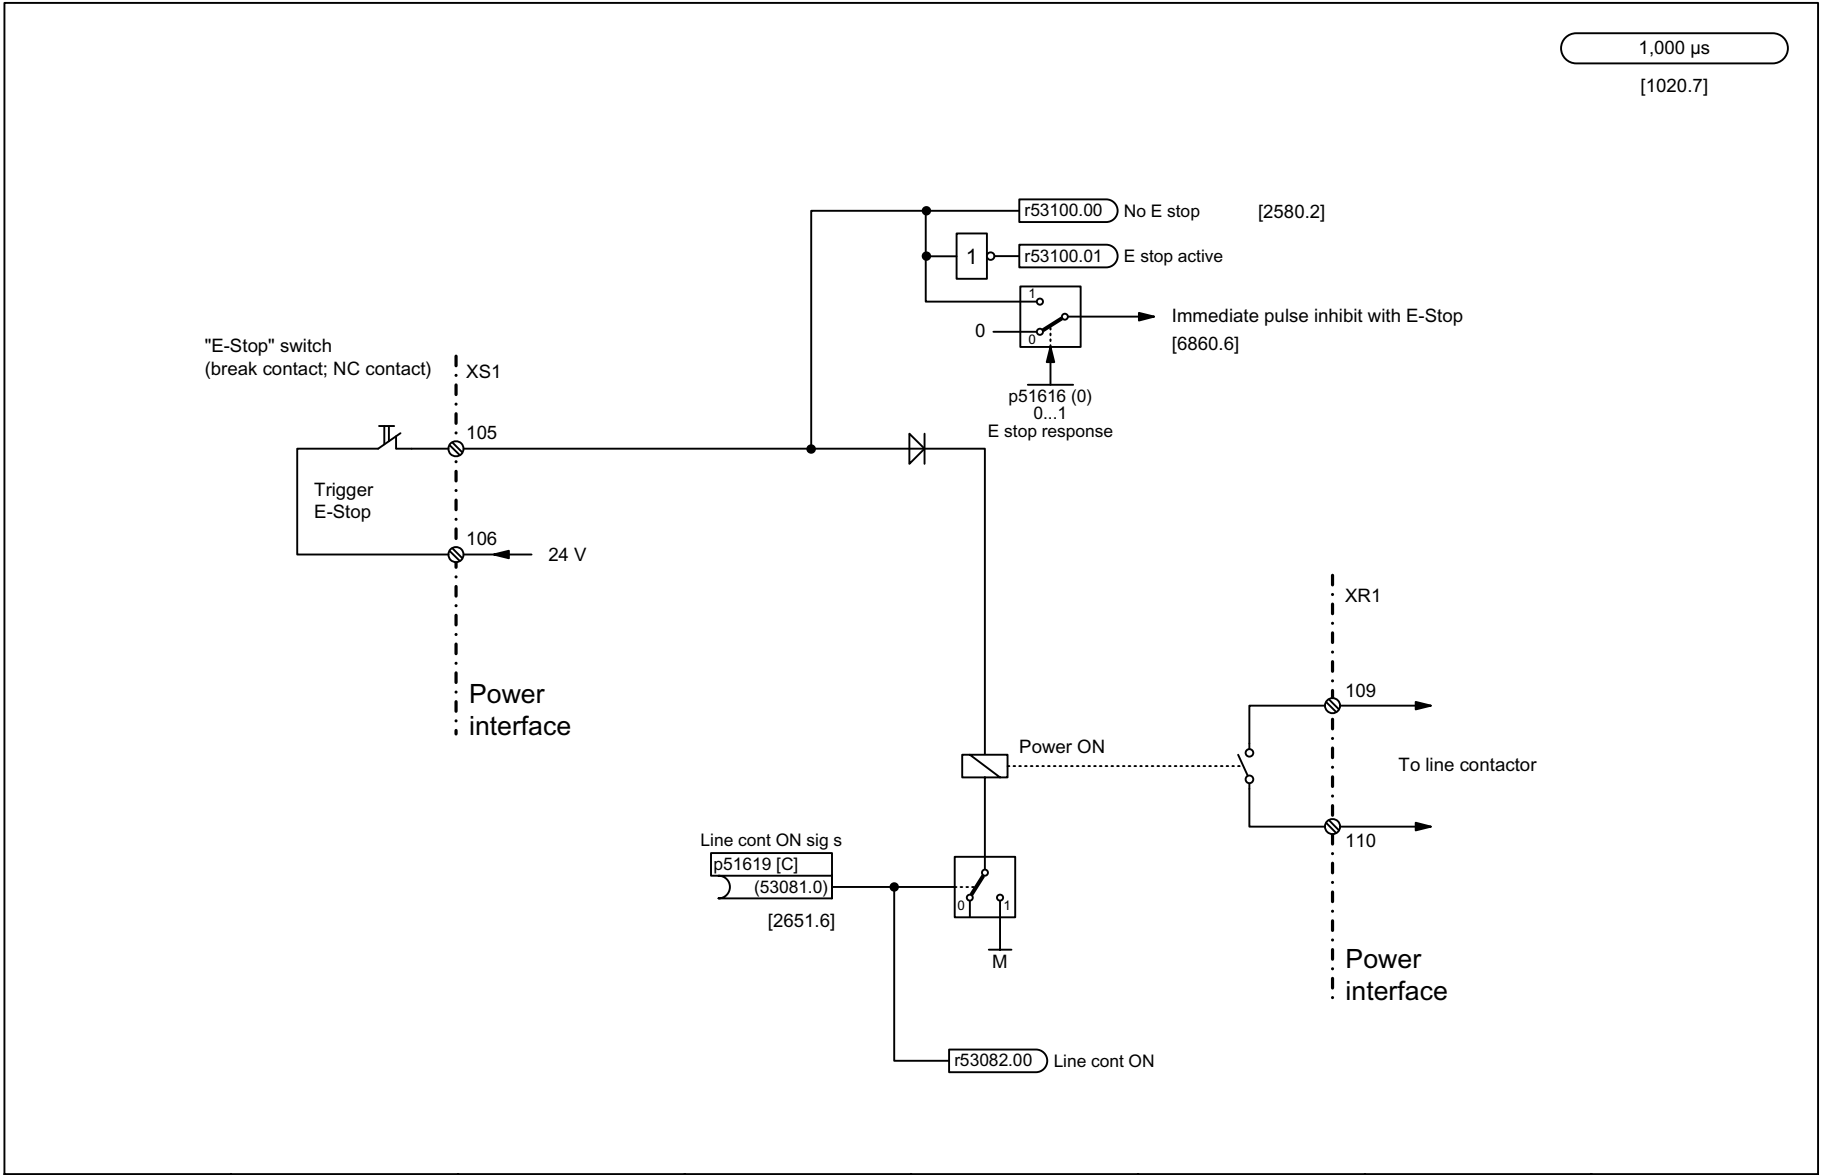 1,000 µs
[1020.7]
r53100.00 No E stop [2580.2]
1 r53100.01 E stop active
1
0 0
Immediate pulse inhibit with E-Stop
[6860.6]
p51616 (0)
0...1
E stop response
"E-Stop" switch
(break contact; NC contact)
XS1
105
Trigger
E-Stop
106
24 V
Power
interface
XR1
109
Power ON
To line contactor
110
Line cont ON sig s
p51619 [C]
(53081.0)
[2651.6]
0 1
M
Power
interface
r53082.00 Line cont ON